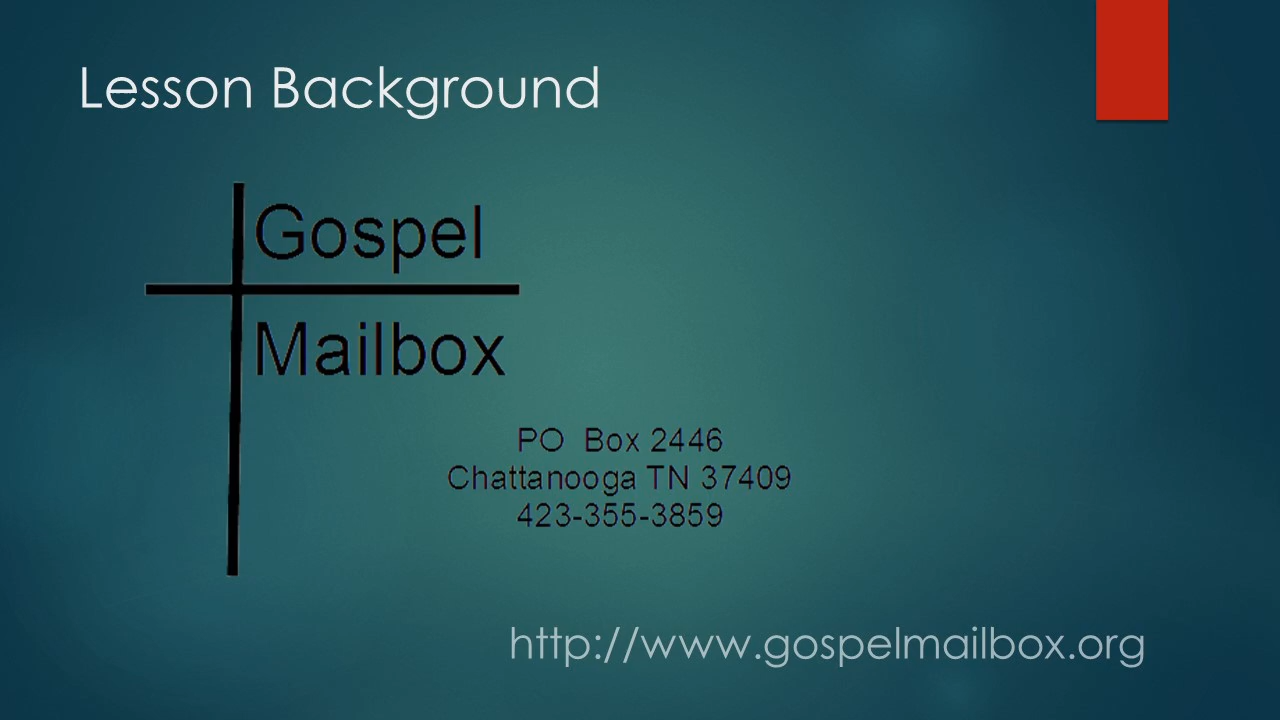 Lesson Background
Gospel
Mailbox
PO Box 2446
Chattanooga TN 37409
423-355-3859
http://www.gospelmailbox.org